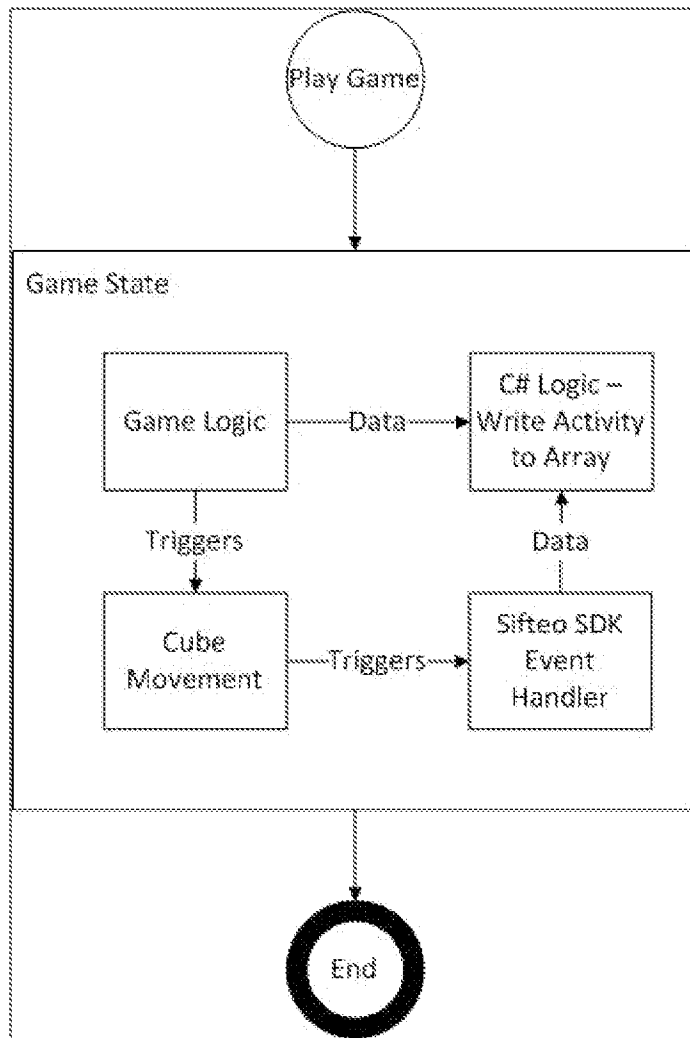 Play Game
Game State
Game Logic
Data
C# Logic –
Write Activity
to Array
Triggers
Data
Cube
Movement
Triggers
Sifteo SDK
Event
Handler
End